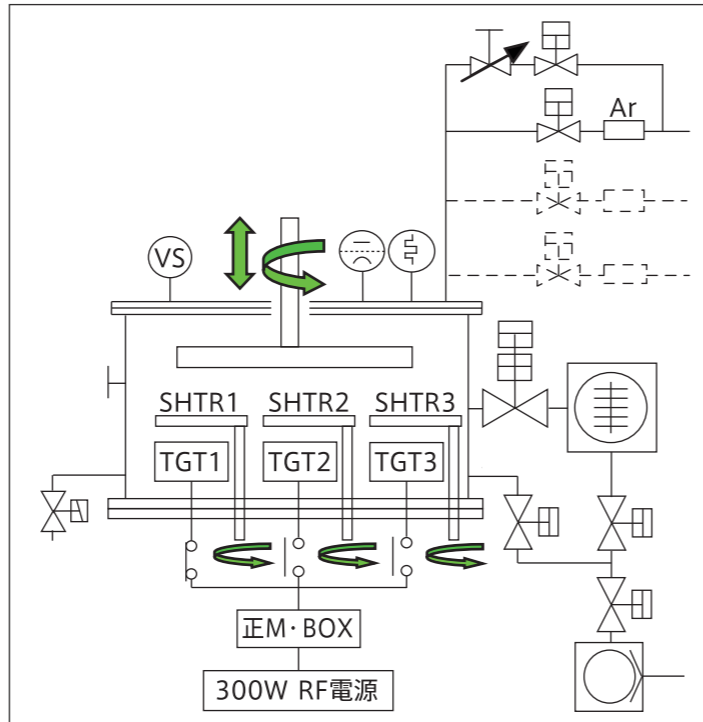 Ar
VS
SHTR1 SHTR2 SHTR3
TGT1 TGT2 TGT3
正M・BOX
300W RF電源